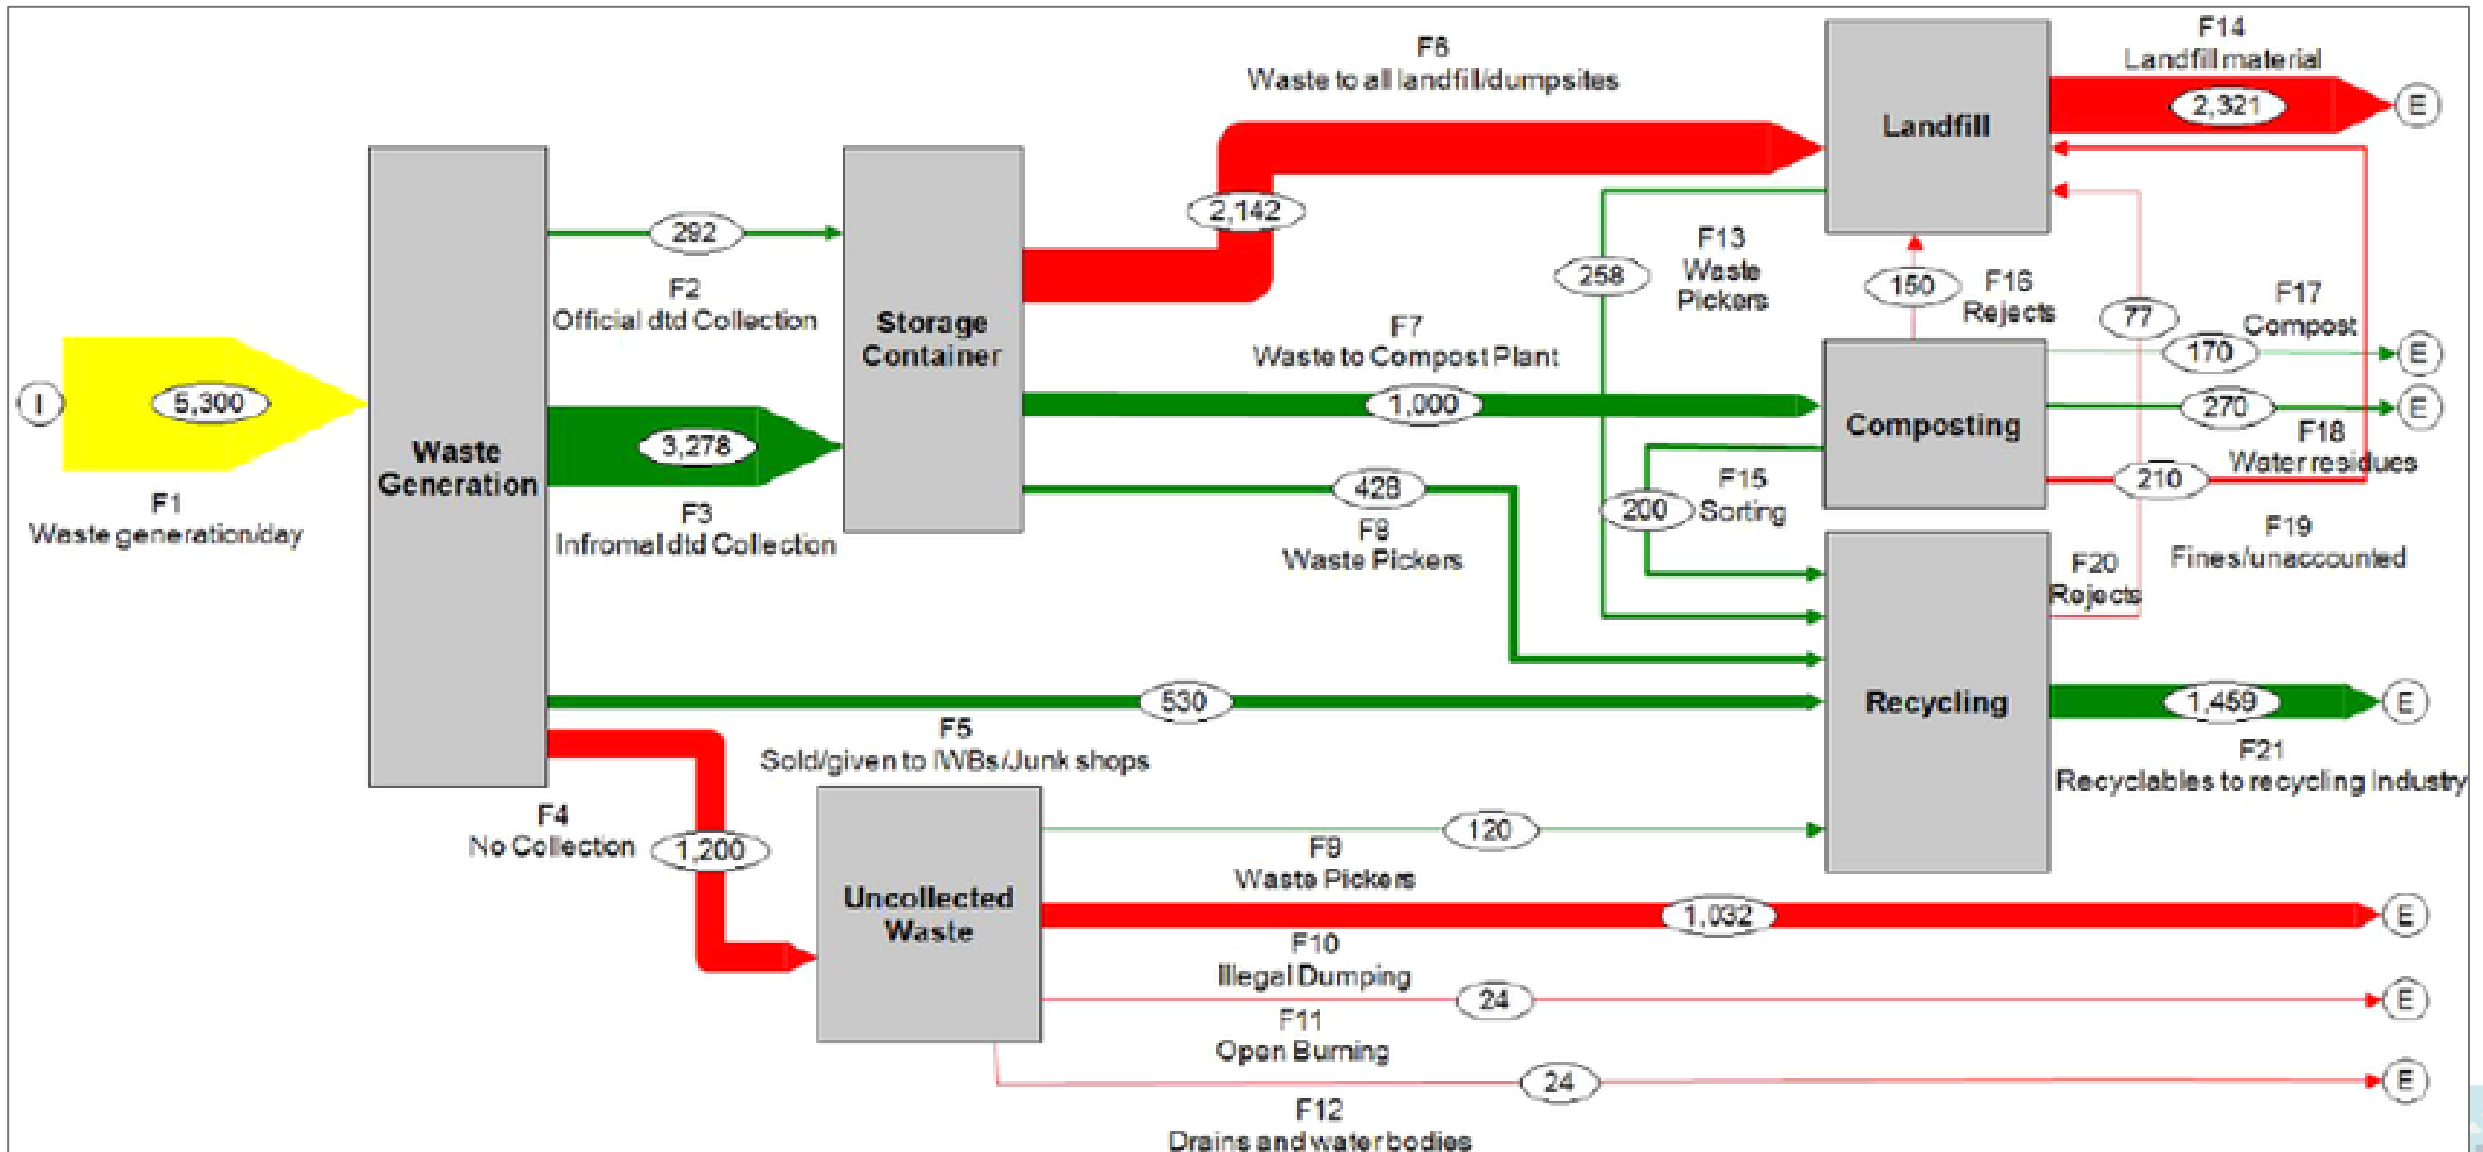 F14
Landfill material
2,321
E
F6
Waste to all landfill/dumpsites
Landfill
2,142
292
F2
Official dtd Collection
Storage
Container
258
F13
Waste
Pickers
150
F16
Rejects
77
F17
Compost
170
E
F7
Waste to Compost Plant
I
5,300
F1
Waste generation/day
Waste
Generation
3,278
F3
Infromal dtd Collection
1,000
Composting
270
E
F18
Water residues
210
428
F8
Waste Pickers
200
F15
Sorting
F19
Fines/unaccounted
F20
Rejects
530
F5
Sold/given to IWBs/Junk shops
Recycling
1,459
E
F21
Recyclables to recycling Industry
F4
No Collection
1,200
Uncollected
Waste
120
F9
Waste Pickers
1,032
E
F10
Illegal Dumping
24
E
F11
Open Burning
24
E
F12
Drains and water bodies